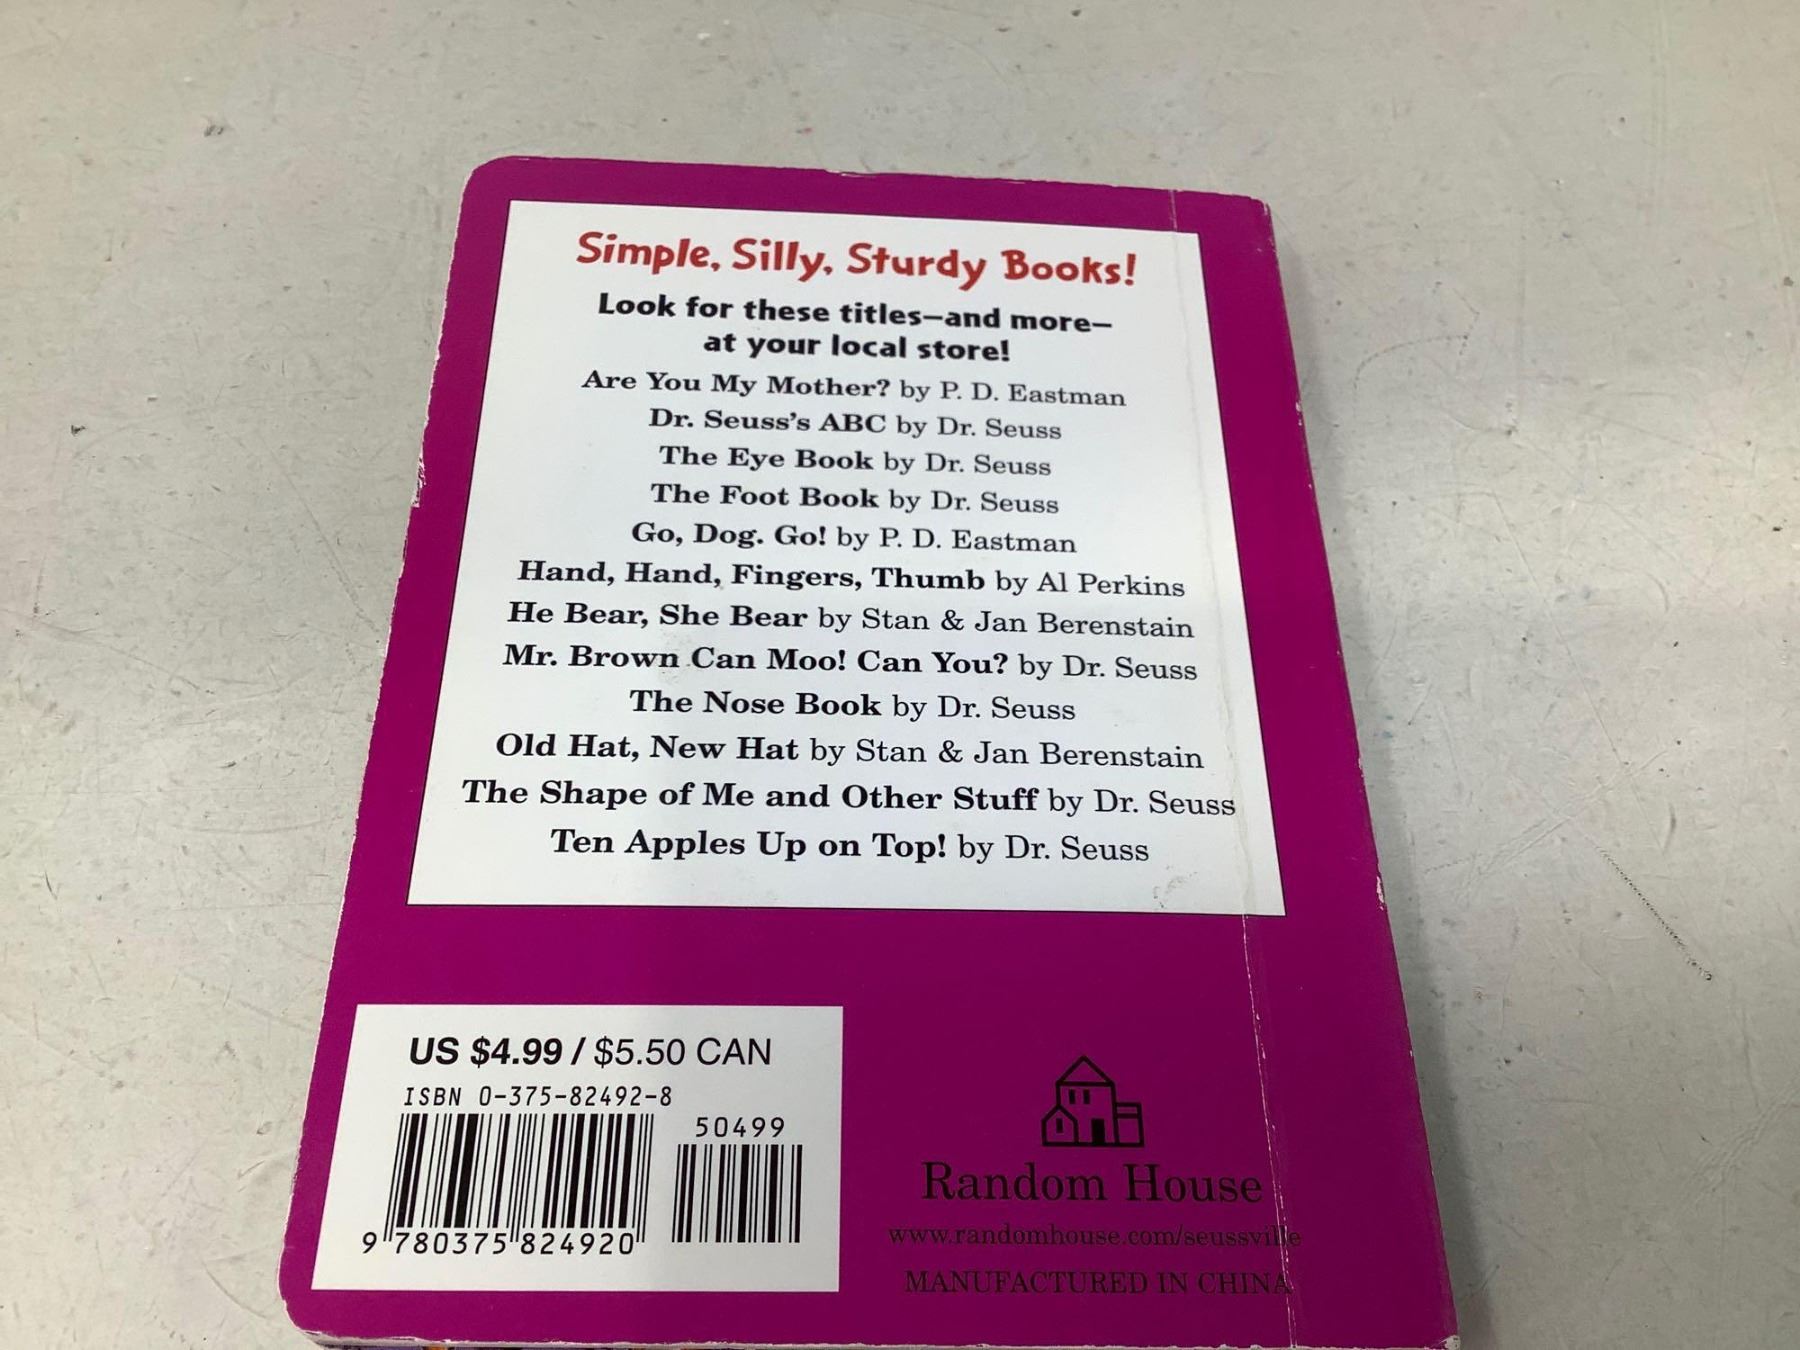 Simple, Silly, Sturdy Books!
Look for these titles—and more—
at your local store!
Are You My Mother? by P. D. Eastman
Dr. Seuss's ABC by Dr. Seuss
The Eye Book by Dr. Seuss
The Foot Book by Dr. Seuss
Go, Dog. Go! by P. D. Eastman
Hand, Hand, Fingers, Thumb by Al Perkins
He Bear, She Bear by Stan & Jan Berenstain
Mr. Brown Can Moo! Can You? by Dr. Seuss
The Nose Book by Dr. Seuss
Old Hat, New Hat by Stan & Jan Berenstain
The Shape of Me and Other Stuff by Dr. Seuss
Ten Apples Up on Top! by Dr. Seuss
US $4.99 / $5.50 CAN
ISBN 0-375-82492-8
50499
9 780375 824920
Random House
www.randomhouse.com/seussville
MANUFACTURED IN CHINA